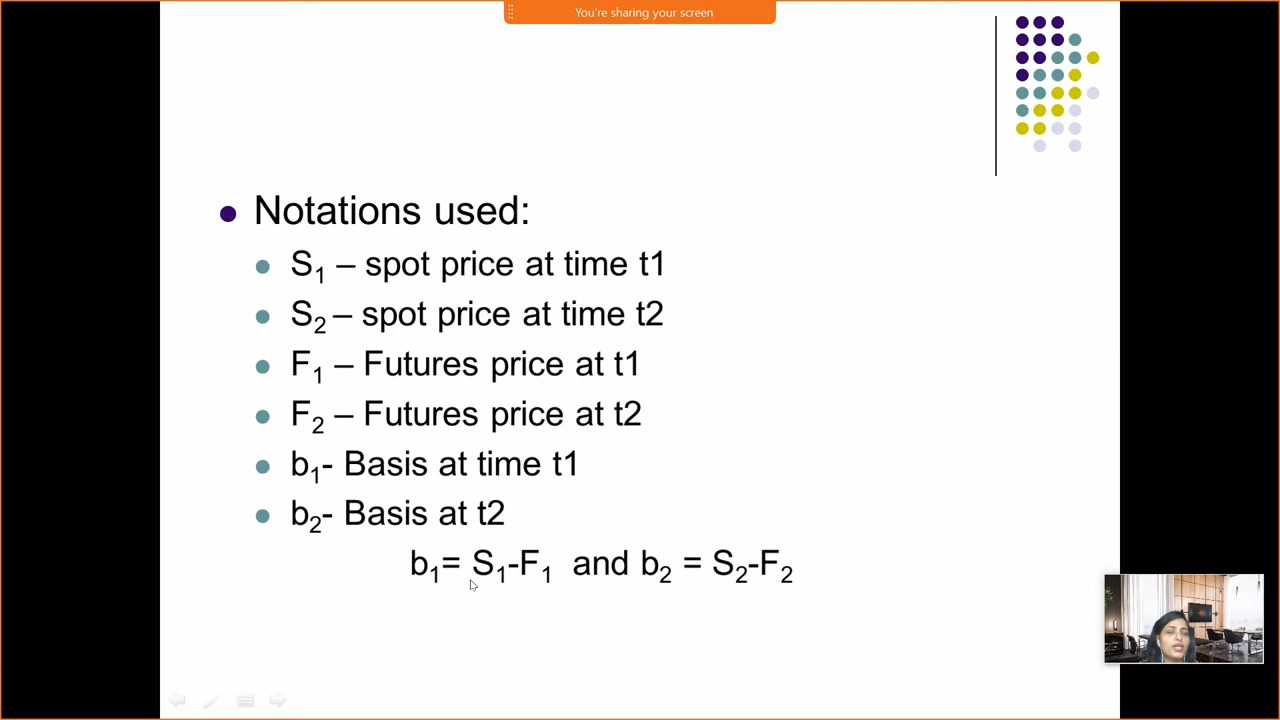 You're sharing your screen
Notations used:
S1 – spot price at time t1
S2 – spot price at time t2
F1 – Futures price at t1
F2 – Futures price at t2
b1- Basis at time t1
b2- Basis at t2
b1= S1-F1 and b2 = S2-F2